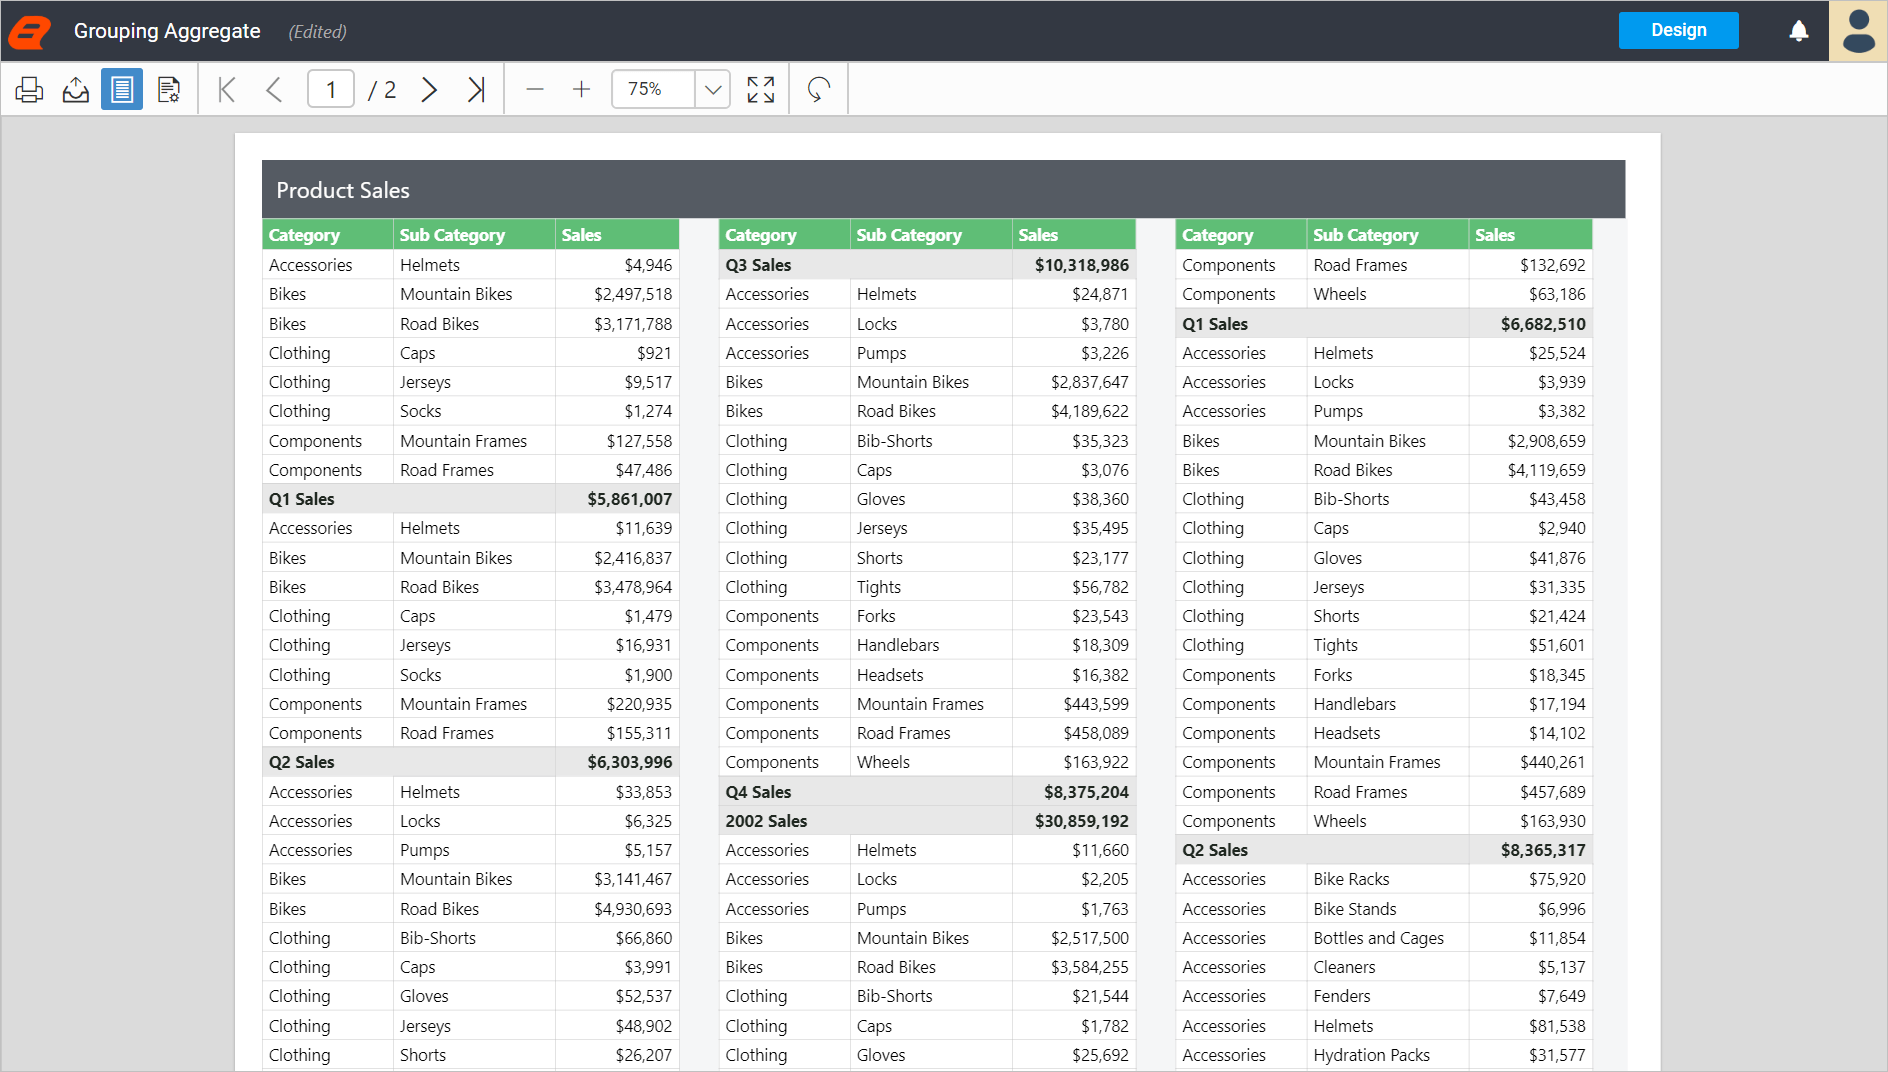 Grouping Aggregate (Edited) Design
1 / 2 75%
Product Sales
Category Sub Category Sales
Accessories Helmets $4,946
Bikes Mountain Bikes $2,497,518
Bikes Road Bikes $3,171,788
Clothing Caps $921
Clothing Jerseys $9,517
Clothing Socks $1,274
Components Mountain Frames $127,558
Components Road Frames $47,486
Q1 Sales $5,861,007
Accessories Helmets $11,639
Bikes Mountain Bikes $2,416,837
Bikes Road Bikes $3,478,964
Clothing Caps $1,479
Clothing Jerseys $16,931
Clothing Socks $1,900
Components Mountain Frames $220,935
Components Road Frames $155,311
Q2 Sales $6,303,996
Accessories Helmets $33,853
Accessories Locks $6,325
Accessories Pumps $5,157
Bikes Mountain Bikes $3,141,467
Bikes Road Bikes $4,930,693
Clothing Bib-Shorts $66,860
Clothing Caps $3,991
Clothing Gloves $52,537
Clothing Jerseys $48,902
Clothing Shorts $26,207
Category Sub Category Sales
Q3 Sales $10,318,986
Accessories Helmets $24,871
Accessories Locks $3,780
Accessories Pumps $3,226
Bikes Mountain Bikes $2,837,647
Bikes Road Bikes $4,189,622
Clothing Bib-Shorts $35,323
Clothing Caps $3,076
Clothing Gloves $38,360
Clothing Jerseys $35,495
Clothing Shorts $23,177
Clothing Tights $56,782
Components Forks $23,543
Components Handlebars $18,309
Components Headsets $16,382
Components Mountain Frames $443,599
Components Road Frames $458,089
Components Wheels $163,922
Q4 Sales $8,375,204
2002 Sales $30,859,192
Accessories Helmets $11,660
Accessories Locks $2,205
Accessories Pumps $1,763
Bikes Mountain Bikes $2,517,500
Bikes Road Bikes $3,584,255
Clothing Bib-Shorts $21,544
Clothing Caps $1,782
Clothing Gloves $25,692
Category Sub Category Sales
Components Road Frames $132,692
Components Wheels $63,186
Q1 Sales $6,682,510
Accessories Helmets $25,524
Accessories Locks $3,939
Accessories Pumps $3,382
Bikes Mountain Bikes $2,908,659
Bikes Road Bikes $4,119,659
Clothing Bib-Shorts $43,458
Clothing Caps $2,940
Clothing Gloves $41,876
Clothing Jerseys $31,335
Clothing Shorts $21,424
Clothing Tights $51,601
Components Forks $18,345
Components Handlebars $17,194
Components Headsets $14,102
Components Mountain Frames $440,261
Components Road Frames $457,689
Components Wheels $163,930
Q2 Sales $8,365,317
Accessories Bike Racks $75,920
Accessories Bike Stands $6,996
Accessories Bottles and Cages $11,854
Accessories Cleaners $5,137
Accessories Fenders $7,649
Accessories Helmets $81,538
Accessories Hydration Packs $31,577